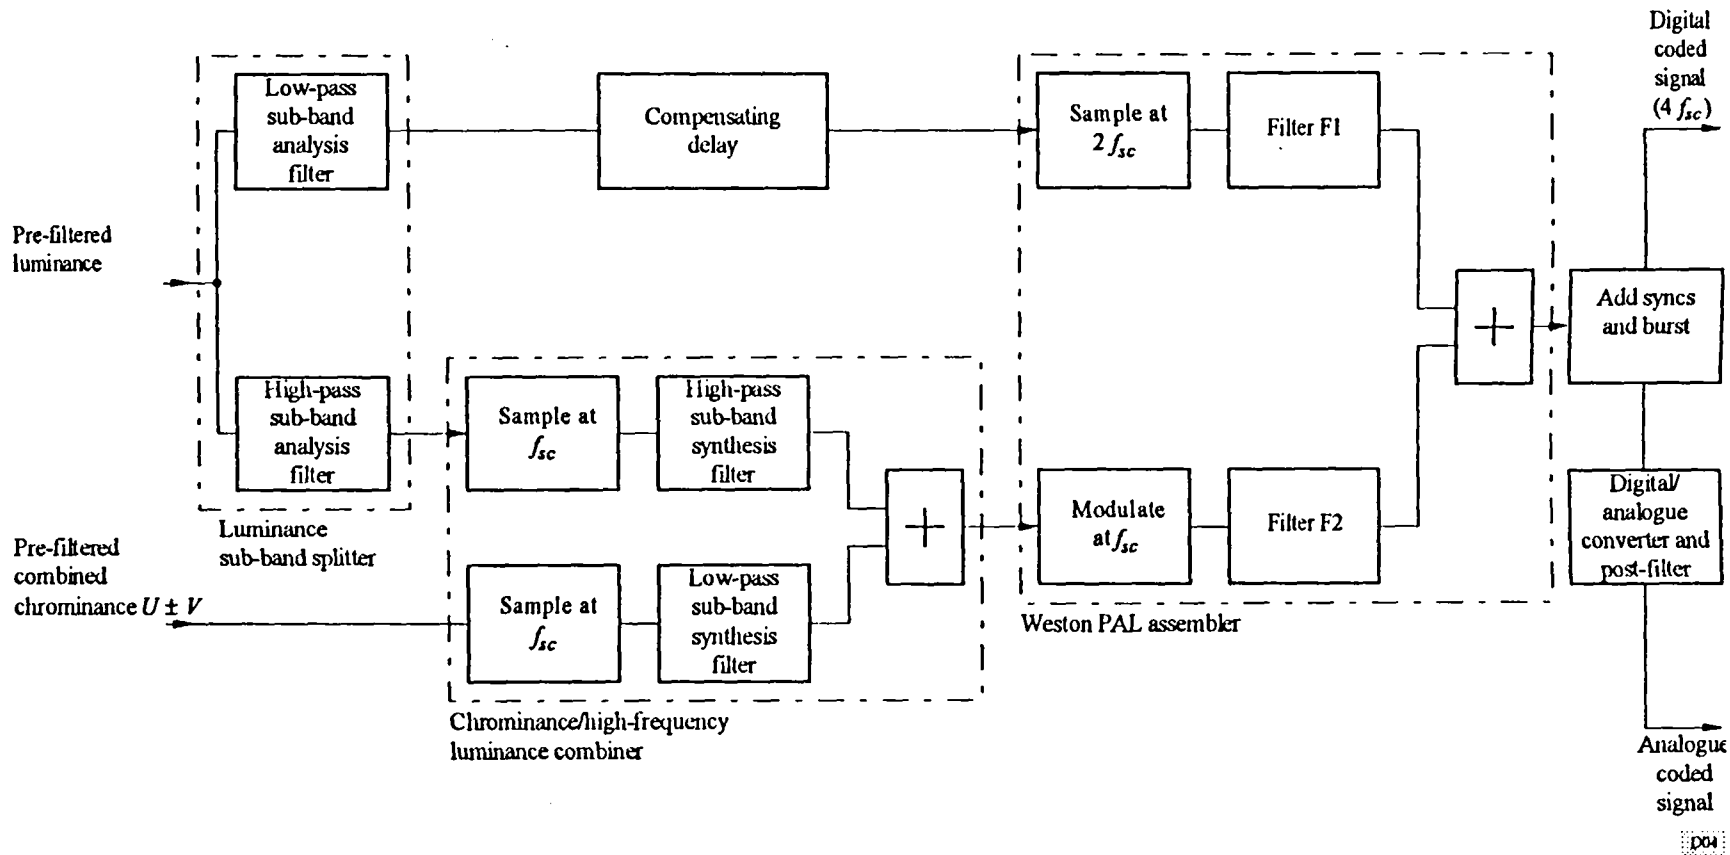 Digital
coded
signal
(4 fsc)
Low-pass
sub-band
analysis
filter
Compensating
delay
Sample at
2 fsc
Filter F1
Pre-filtered
luminance
Add syncs
and burst
High-pass
sub-band
analysis
filter
Sample at
fsc
High-pass
sub-band
synthesis
filter
Luminance
sub-band splitter
Modulate
at fsc
Filter F2
Digital/
analogue
converter and
post-filter
Pre-filtered
combined
chrominance U ± V
Sample at
fsc
Low-pass
sub-band
synthesis
filter
Weston PAL assembler
Chrominance/high-frequency
luminance combiner
Analogue
coded
signal
D04